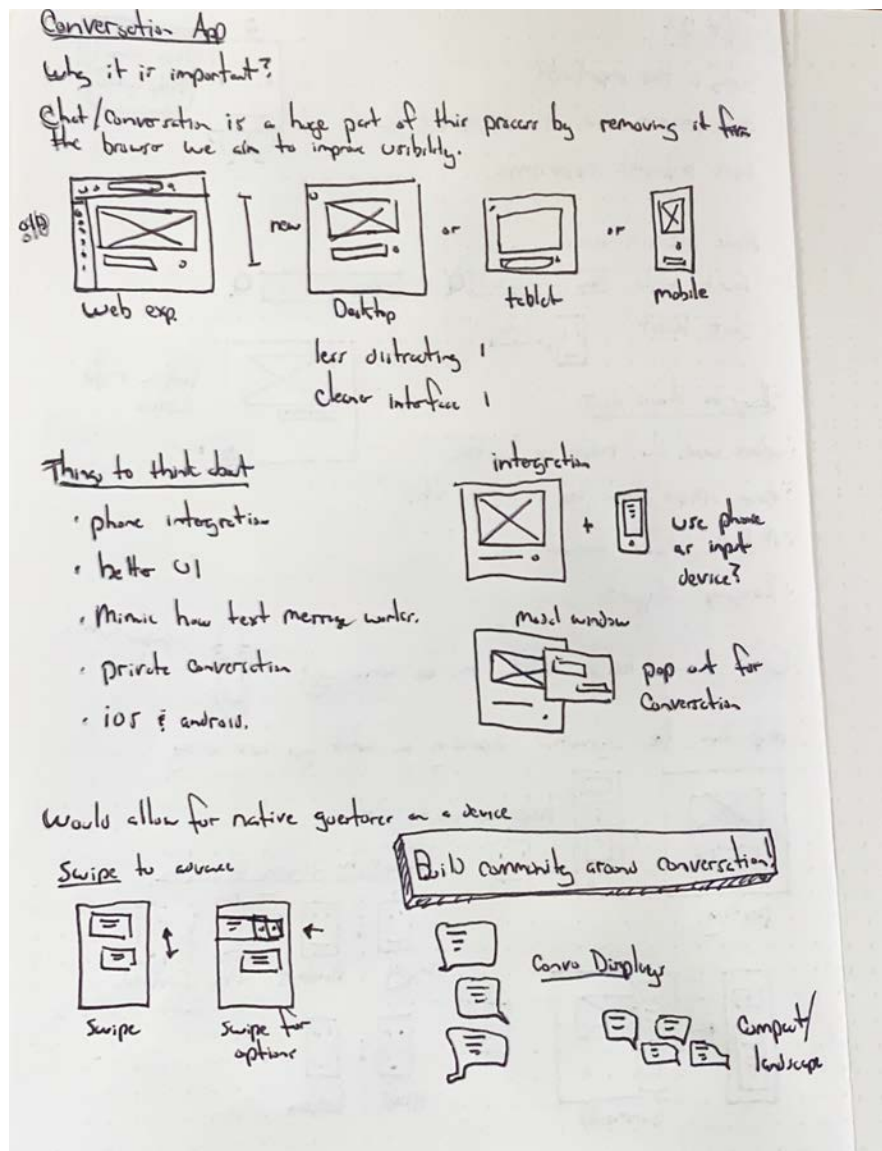 Conversation App
Why it is important?
Chat/Conversation is a huge part of this process by removing it from
the browser we aim to improve usibility.
old
new
or
or
Web exp.
Desktop
tablet
mobile
less distracting !
cleaner interface !
Things to think about
• phone integration
• better UI
• Mimic how text message works.
• private conversation
• iOS & android.
integration
+
use phone
as input
device?
Modal window
pop out for
Conversation
Would allow for native guestures on a device
Swipe to advance
Build community around conversation!
Swipe
Swipe for
options
Convo Displays
Compact/
landscape